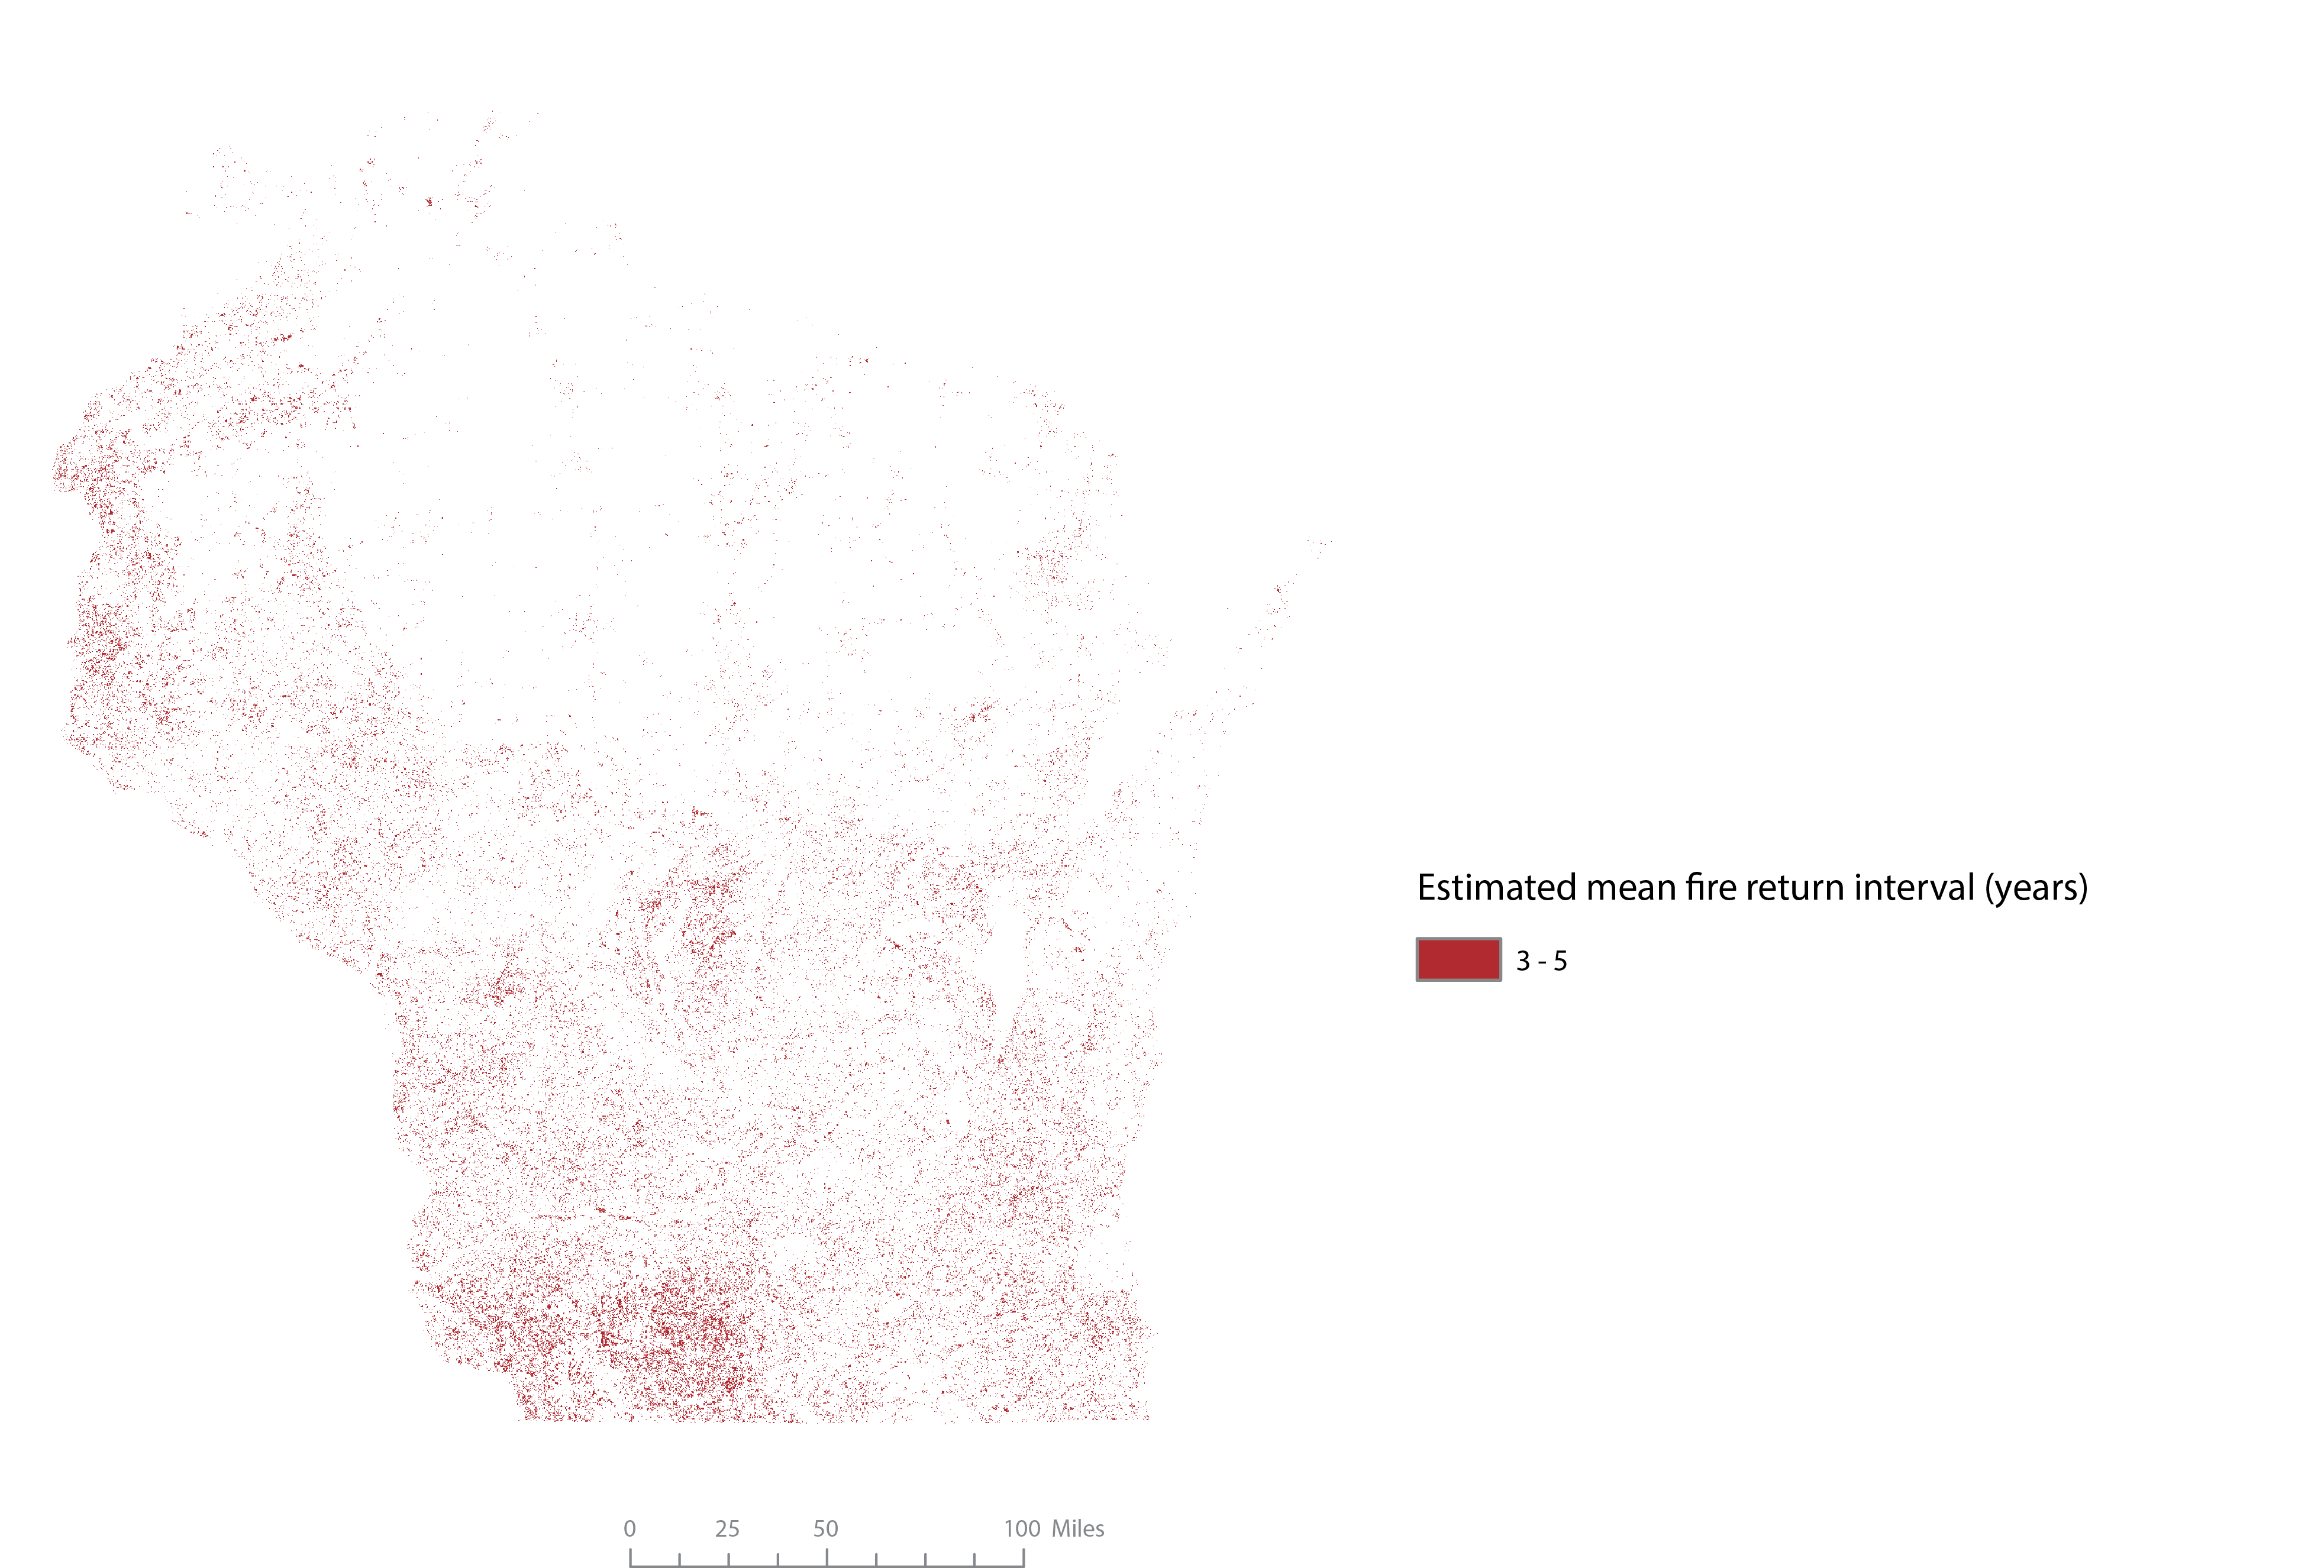 Estimated mean fire return interval (years)
3 - 5
0 25 50 100 Miles